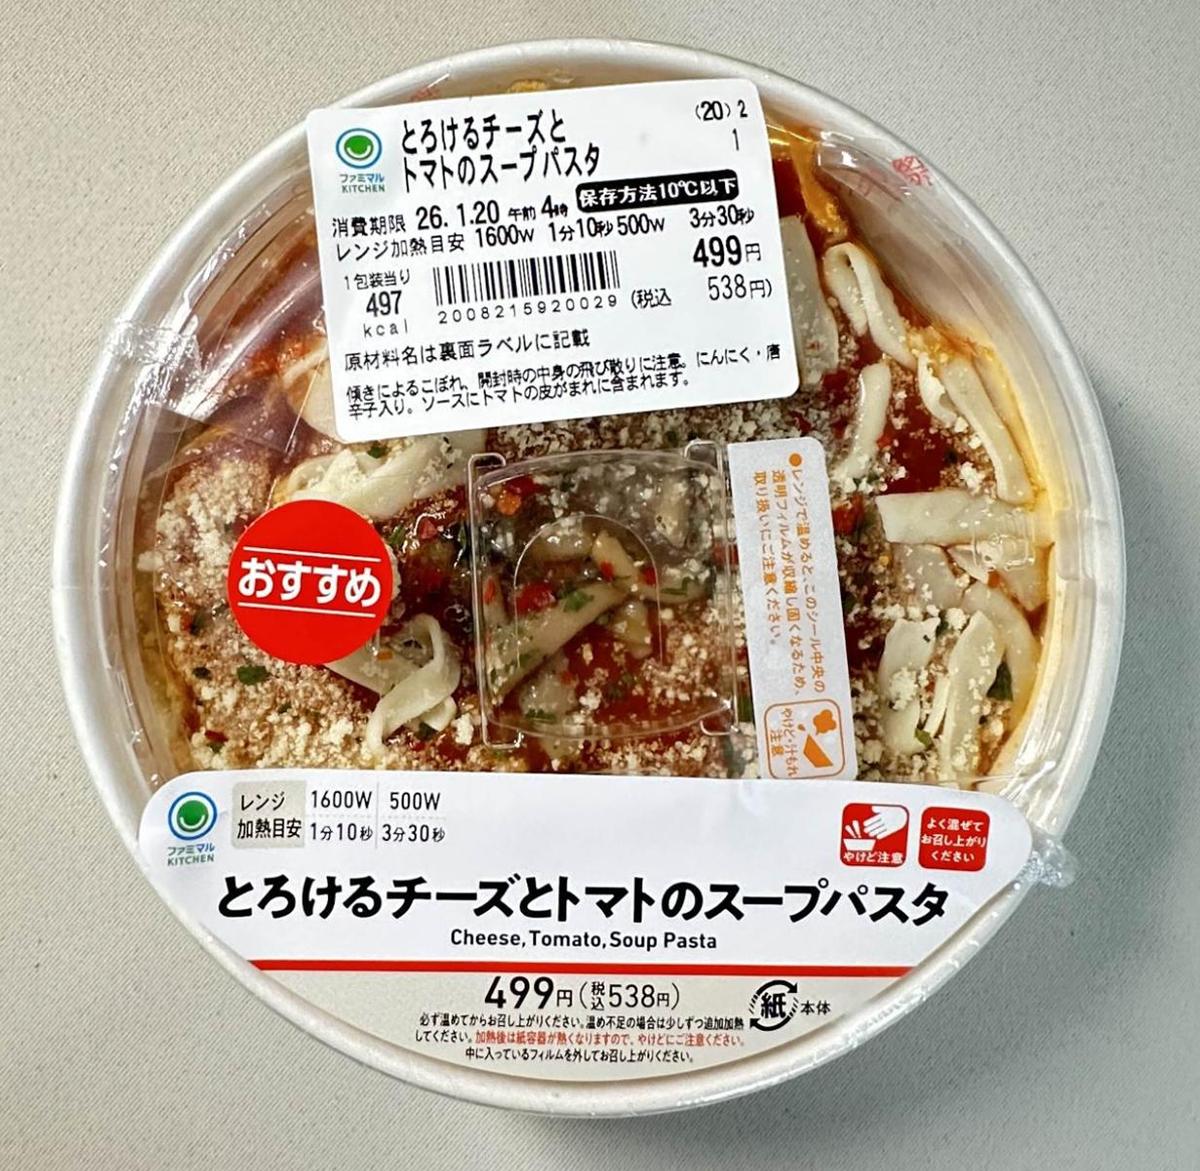 ファミマル
KITCHEN
とろけるチーズと
トマトのスープパスタ
(20) 2
1
保存方法10℃以下
消費期限 26.1.20 午前 4時
レンジ加熱目安 1600W 1分10秒 500W 3分30秒
1包装当り
497
kcal
2008215920029
499円
(税込 538円)
原材料名は裏面ラベルに記載
傾きによるこぼれ、開封時の中身の飛び散りに注意。にんにく・唐
辛子入り。ソースにトマトの皮がまれに含まれます。
おすすめ
●レンジで温めると、このシール中央の
透明フィルムが収縮し固くなるため、
取り扱いにご注意ください。
やけど・汁もれ
注意
ファミマル
KITCHEN
レンジ 1600W 500W
加熱目安 1分10秒 3分30秒
やけど注意
よく混ぜて
お召し上がり
ください
とろけるチーズとトマトのスープパスタ
Cheese, Tomato, Soup Pasta
499円(税込538円)
紙 本体
必ず温めてからお召し上がりください。温め不足の場合は少しずつ追加加熱
してください。加熱後は紙容器が熱くなりますので、やけどにご注意ください。
中に入っているフィルムを外してお召し上がりください。